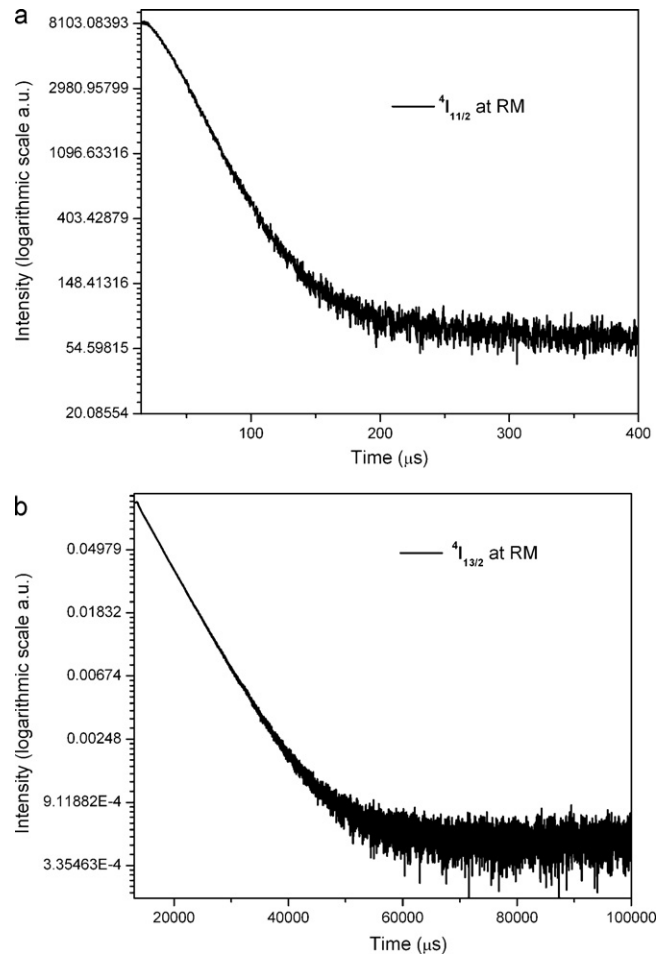 a
8103.08393
2980.95799
1096.63316
403.42879
148.41316
54.59815
20.08554
Intensity (logarithmic scale a.u.)
⁴I₁₁/₂ at RM
100
200
300
400
Time (μs)
b
0.04979
0.01832
0.00674
0.00248
9.11882E-4
3.35463E-4
Intensity (logarithmic scale a.u.)
⁴I₁₃/₂ at RM
20000
40000
60000
80000
100000
Time (μs)